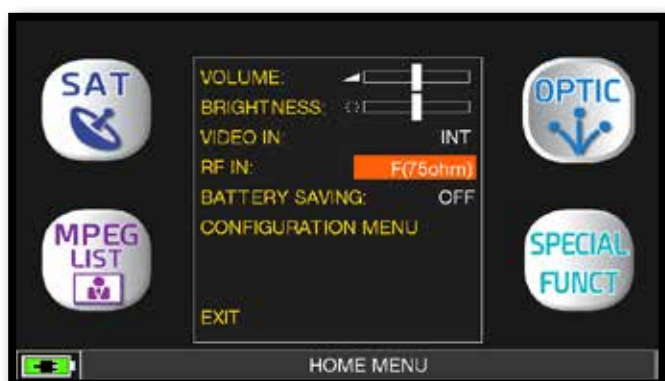 SAT
VOLUME:
BRIGHTNESS:
VIDEO IN: INT
RF IN: F(75ohm)
BATTERY SAVING: OFF
CONFIGURATION MENU
EXIT
MPEG
LIST
OPTIC
SPECIAL
FUNCT
HOME MENU